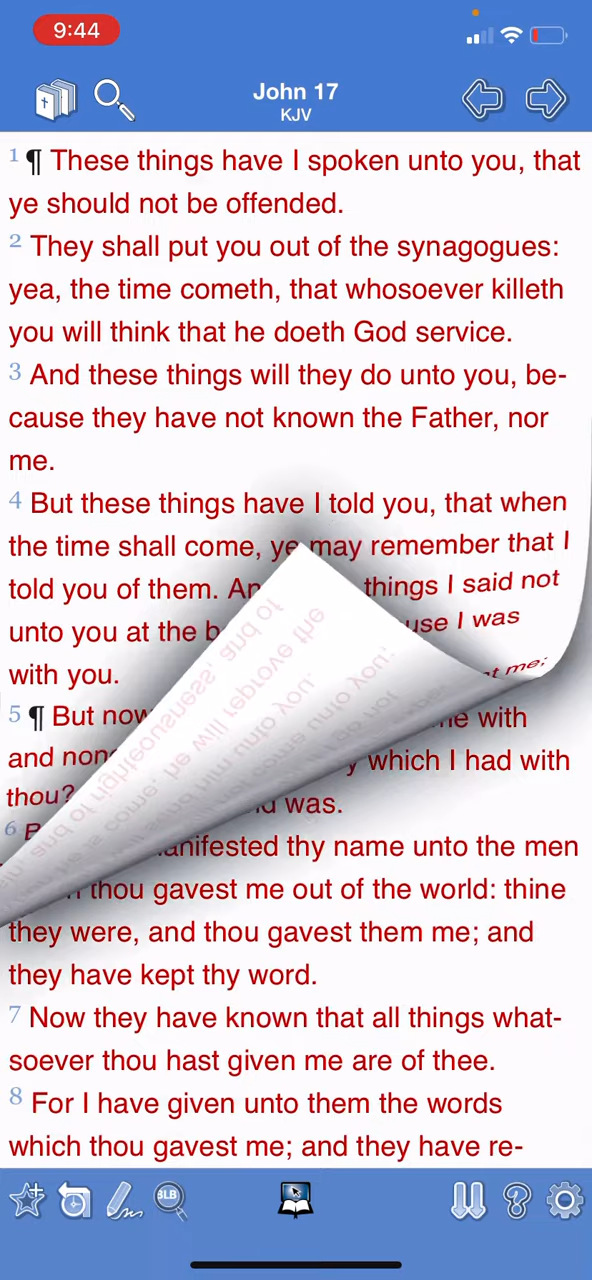 9:44
John 17
KJV
1 ¶ These things have I spoken unto you, that
ye should not be offended.
2 They shall put you out of the synagogues:
yea, the time cometh, that whosoever killeth
you will think that he doeth God service.
3 And these things will they do unto you, be-
cause they have not known the Father, nor
me.
4 But these things have I told you, that when
the time shall come, ye may remember that I
told you of them. things I said not
unto you at the I was
with you. me;
5 ¶ But now with
and which I had with
thou? was.
6 thy name unto the men
thou gavest me out of the world: thine
they were, and thou gavest them me; and
they have kept thy word.
7 Now they have known that all things what-
soever thou hast given me are of thee.
8 For I have given unto them the words
which thou gavest me; and they have re-
BLB